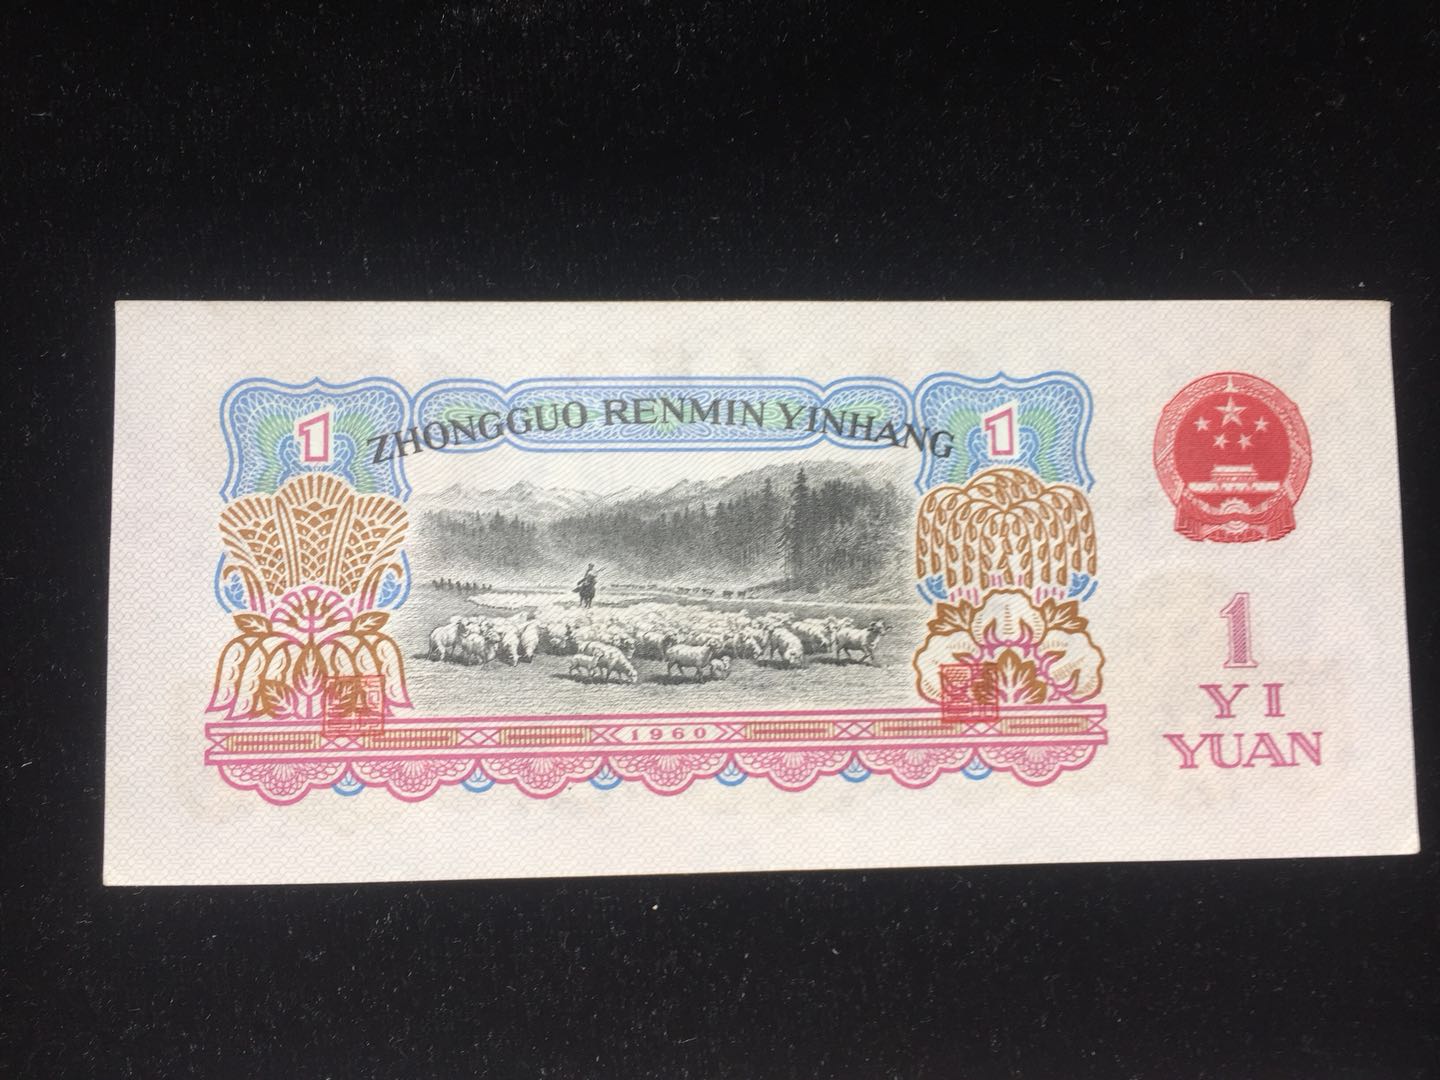 ZHONGGUO RENMIN YINHANG
1
1
1960
1
YI
YUAN